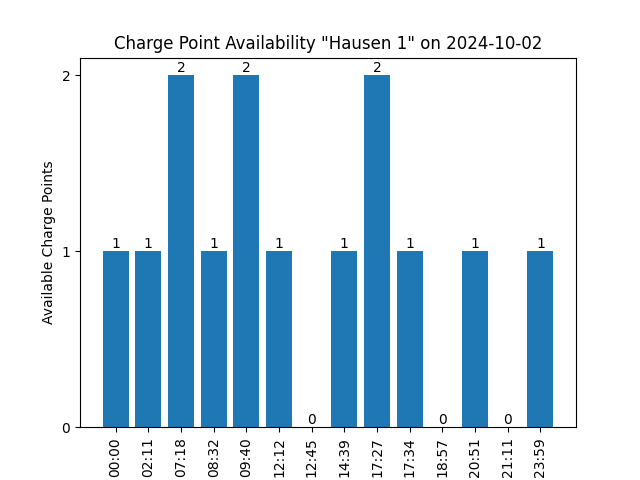 Charge Point Availability "Hausen 1" on 2024-10-02
Available Charge Points
2
1
0
1 1 2 1 2 1 0 1 2 1 0 1 0 1
00:00 02:11 07:18 08:32 09:40 12:12 12:45 14:39 17:27 17:34 18:57 20:51 21:11 23:59